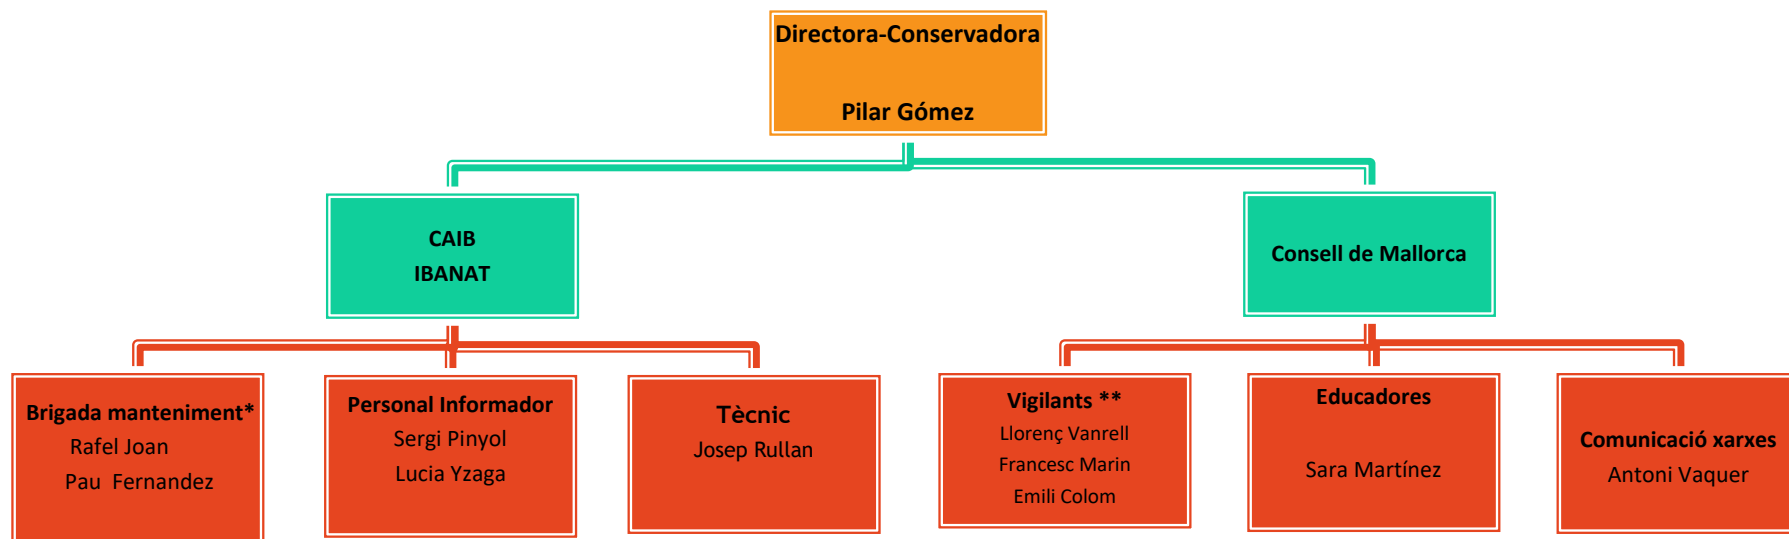 Directora-Conservadora
Pilar Gómez
CAIB
IBANAT
Consell de Mallorca
Brigada manteniment*
Rafel Joan
Pau Fernandez
Personal Informador
Sergi Pinyol
Lucia Yzaga
Tècnic
Josep Rullan
Vigilants **
Llorenç Vanrell
Francesc Marin
Emili Colom
Educadores
Sara Martínez
Comunicació xarxes
Antoni Vaquer